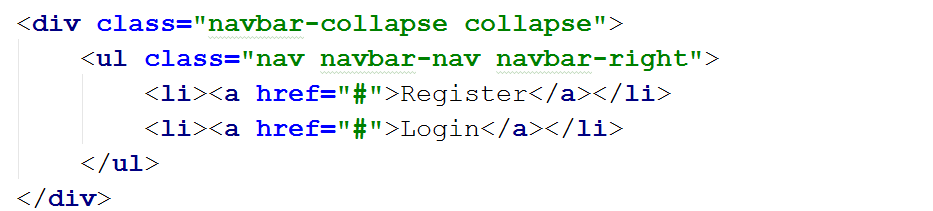 <div class="navbar-collapse collapse">
    <ul class="nav navbar-nav navbar-right">
        <li><a href="#">Register</a></li>
        <li><a href="#">Login</a></li>
    </ul>
</div>